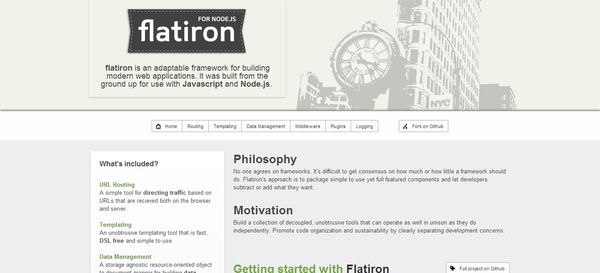 FOR NODEJS
flatiron
flatiron is an adaptable framework for building
modern web applications. It was built from the
ground up for use with Javascript and Node.js.
NYC
Home Routing Templating Data Management Middleware Plugins Logging Fork on Github
What's included?
URL Routing
A simple tool for directing traffic based on
URLs that are recieved both on the browser
and server.
Templating
An unobtrusive templating tool that is fast,
DSL free and simple to use.
Data Management
A storage agnostic resource-oriented object
to document manner for building data
Philosophy
No one agrees on frameworks. It's difficult to get consensus on how much or how little a framework should
do. Flatiron's approach is to package simple to use yet full featured components and let developers
subtract or add what they want.
Motivation
Build a collection of decoupled, unobtrusive tools that can operate as well in unison as they do
independently. Promote code organization and sustainability by clearly separating development concerns.
Getting started with Flatiron
Full project on Github